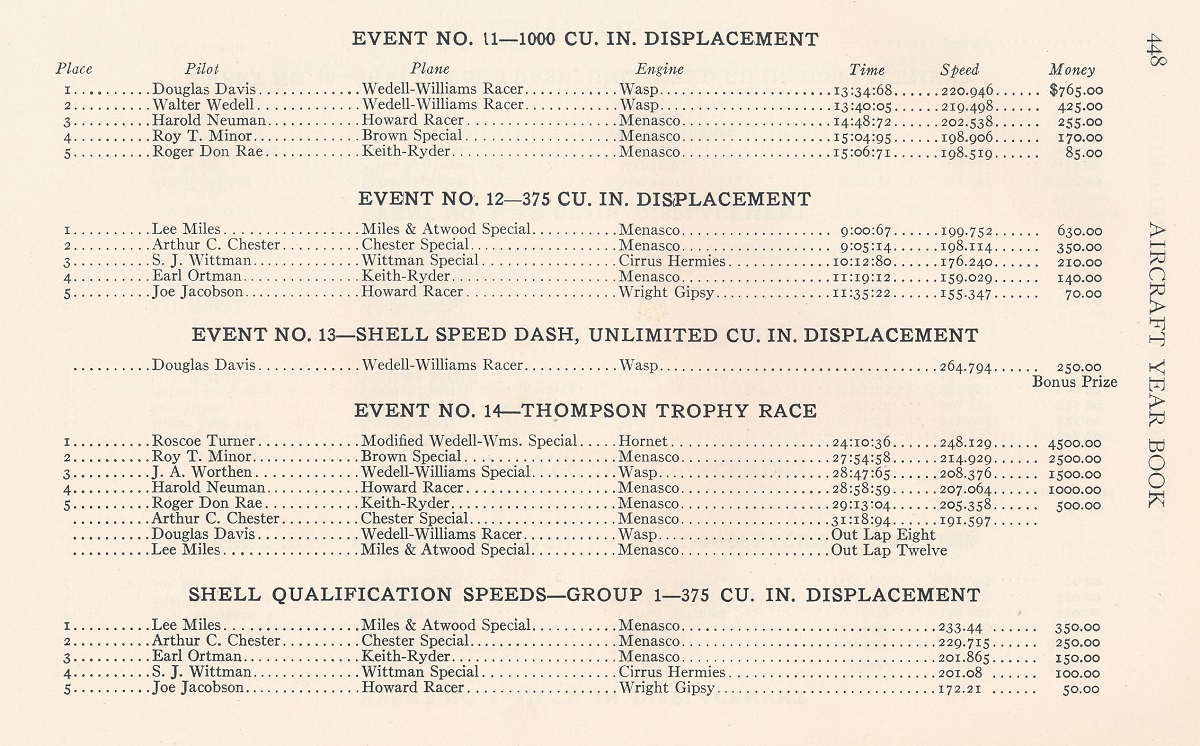 EVENT NO. 11—1000 CU. IN. DISPLACEMENT
Place Pilot Plane Engine Time Speed Money
1.......... Douglas Davis.............. Wedell-Williams Racer............ Wasp........................ 13:34:68...... 220.946...... $765.00
2.......... Walter Wedell.............. Wedell-Williams Racer............ Wasp........................ 13:40:05...... 219.498...... 425.00
3.......... Harold Neuman............. Howard Racer.................... Menasco..................... 14:48:72...... 202.538...... 255.00
4.......... Roy T. Minor............... Brown Special.................... Menasco..................... 15:04:95...... 198.906...... 170.00
5.......... Roger Don Rae.............. Keith-Ryder...................... Menasco..................... 15:06:71...... 198.519...... 85.00
EVENT NO. 12—375 CU. IN. DISPLACEMENT
1.......... Lee Miles................... Miles & Atwood Special........... Menasco..................... 9:00:67...... 199.752...... 630.00
2.......... Arthur C. Chester........... Chester Special................... Menasco..................... 9:05:14...... 198.114...... 350.00
3.......... S. J. Wittman............... Wittman Special.................. Cirrus Hermies.............. 10:12:80...... 176.240...... 210.00
4.......... Earl Ortman................ Keith-Ryder...................... Menasco..................... 11:19:12...... 159.029...... 140.00
5.......... Joe Jacobson................ Howard Racer.................... Wright Gipsy................ 11:35:22...... 155.347...... 70.00
EVENT NO. 13—SHELL SPEED DASH, UNLIMITED CU. IN. DISPLACEMENT
.......... Douglas Davis.............. Wedell-Williams Racer............ Wasp........................ 264.794...... 250.00
Bonus Prize
EVENT NO. 14—THOMPSON TROPHY RACE
1.......... Roscoe Turner.............. Modified Wedell-Wms. Special..... Hornet...................... 24:10:36...... 248.129...... 4500.00
2.......... Roy T. Minor............... Brown Special.................... Menasco..................... 27:54:58...... 214.929...... 2500.00
3.......... J. A. Worthen............... Wedell-Williams Special........... Wasp........................ 28:47:65...... 208.376...... 1500.00
4.......... Harold Neuman............. Howard Racer.................... Menasco..................... 28:58:59...... 207.064...... 1000.00
5.......... Roger Don Rae.............. Keith-Ryder...................... Menasco..................... 29:13:04...... 205.358...... 500.00
.......... Arthur C. Chester........... Chester Special................... Menasco..................... 31:18:94...... 191.597......
.......... Douglas Davis.............. Wedell-Williams Racer............ Wasp........................ Out Lap Eight
.......... Lee Miles................... Miles & Atwood Special........... Menasco..................... Out Lap Twelve
SHELL QUALIFICATION SPEEDS—GROUP 1—375 CU. IN. DISPLACEMENT
1.......... Lee Miles................... Miles & Atwood Special........... Menasco..................... 233.44 ...... 350.00
2.......... Arthur C. Chester........... Chester Special................... Menasco..................... 229.715...... 250.00
3.......... Earl Ortman................ Keith-Ryder...................... Menasco..................... 201.865...... 150.00
4.......... S. J. Wittman............... Wittman Special.................. Cirrus Hermies.............. 201.08 ...... 100.00
5.......... Joe Jacobson................ Howard Racer.................... Wright Gipsy................ 172.21 ...... 50.00
448
AIRCRAFT YEAR BOOK